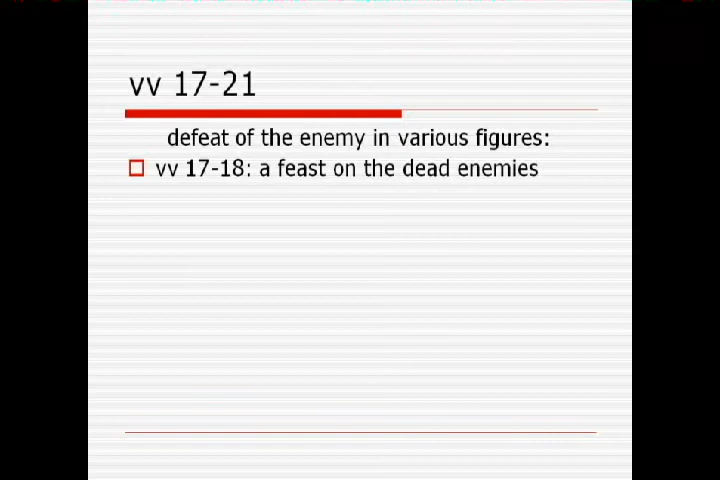 vv 17-21
defeat of the enemy in various figures:
vv 17-18: a feast on the dead enemies